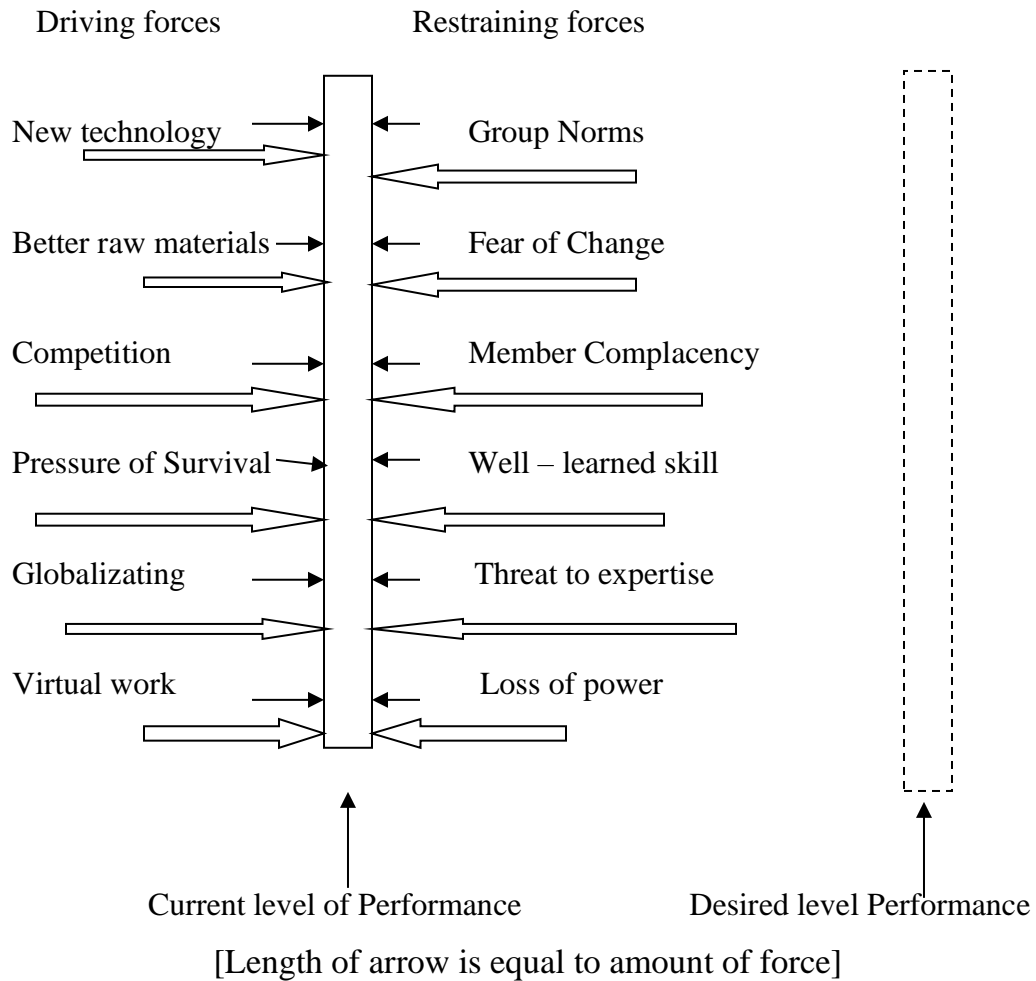 Driving forces Restraining forces
New technology Group Norms
Better raw materials Fear of Change
Competition Member Complacency
Pressure of Survival Well – learned skill
Globalizating Threat to expertise
Virtual work Loss of power
Current level of Performance Desired level Performance
[Length of arrow is equal to amount of force]